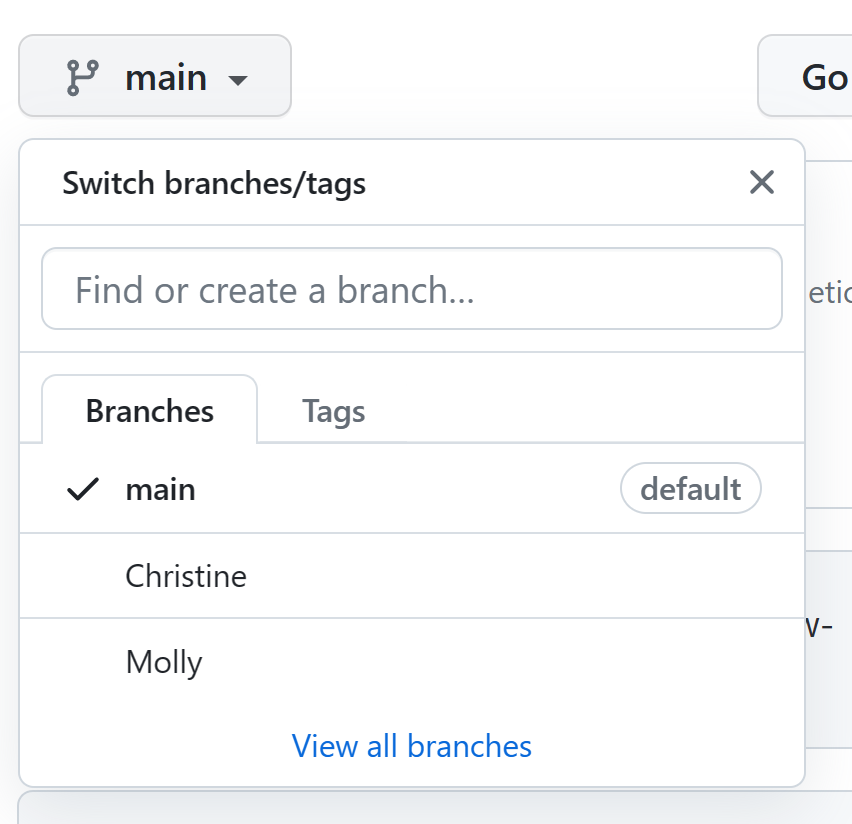 main
Go
Switch branches/tags
Find or create a branch...
Branches Tags
main default
Christine
Molly
View all branches